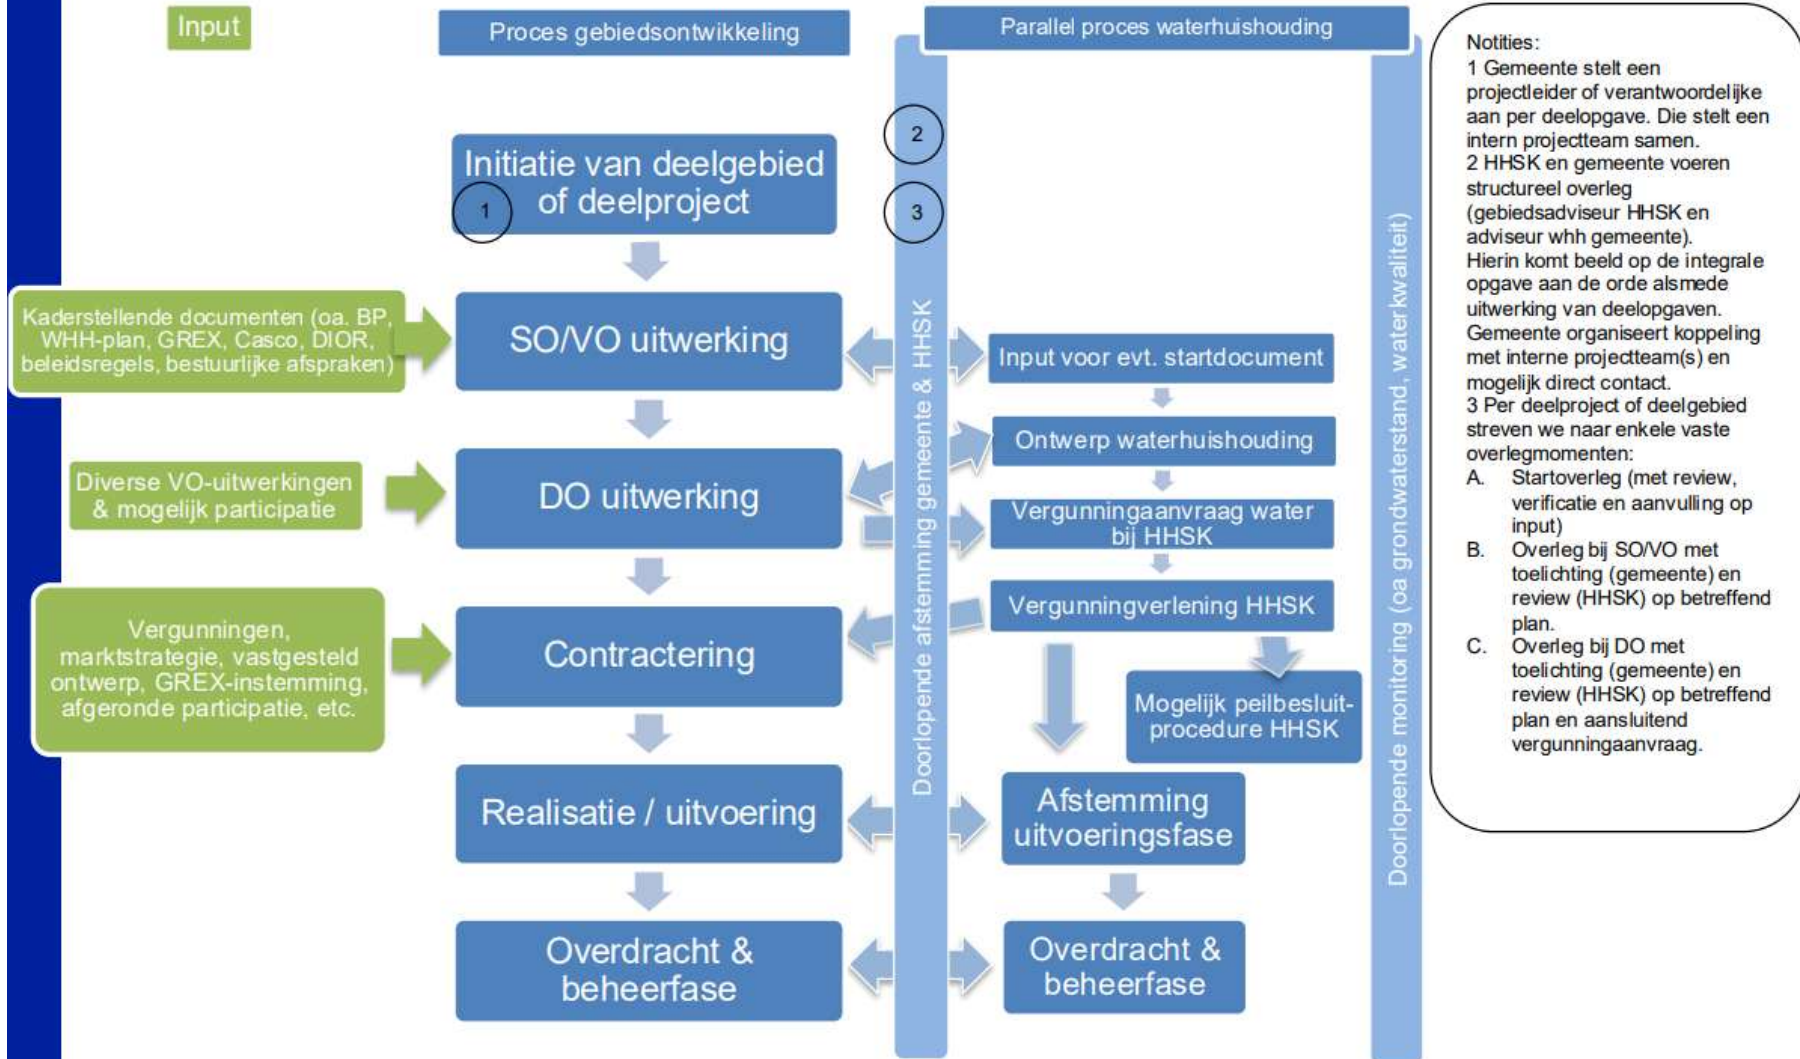 Input
Proces gebiedsontwikkeling
Parallel proces waterhuishouding
Initiatie van deelgebied
of deelproject
1
2
3
Kaderstellende documenten (oa. BP,
WHH-plan, GREX, Casco, DIOR,
beleidsregels, bestuurlijke afspraken)
SO/VO uitwerking
Input voor evt. startdocument
Ontwerp waterhuishouding
Diverse VO-uitwerkingen
& mogelijk participatie
DO uitwerking
Vergunningaanvraag water
bij HHSK
Vergunningverlening HHSK
Vergunningen,
marktstrategie, vastgesteld
ontwerp, GREX-instemming,
afgeronde participatie, etc.
Contractering
Mogelijk peilbesluit-
procedure HHSK
Realisatie / uitvoering
Afstemming
uitvoeringsfase
Overdracht &
beheerfase
Overdracht &
beheerfase
Doorlopende afstemming gemeente & HHSK
Doorlopende monitoring (oa grondwaterstand, waterkwaliteit)
Notities:
1 Gemeente stelt een
projectleider of verantwoordelijke
aan per deelopgave. Die stelt een
intern projectteam samen.
2 HHSK en gemeente voeren
structureel overleg
(gebiedsadviseur HHSK en
adviseur whh gemeente).
Hierin komt beeld op de integrale
opgave aan de orde alsmede
uitwerking van deelopgaven.
Gemeente organiseert koppeling
met interne projectteam(s) en
mogelijk direct contact.
3 Per deelproject of deelgebied
streven we naar enkele vaste
overlegmomenten:
A. Startoverleg (met review,
verificatie en aanvulling op
input)
B. Overleg bij SO/VO met
toelichting (gemeente) en
review (HHSK) op betreffend
plan.
C. Overleg bij DO met
toelichting (gemeente) en
review (HHSK) op betreffend
plan en aansluitend
vergunningaanvraag.